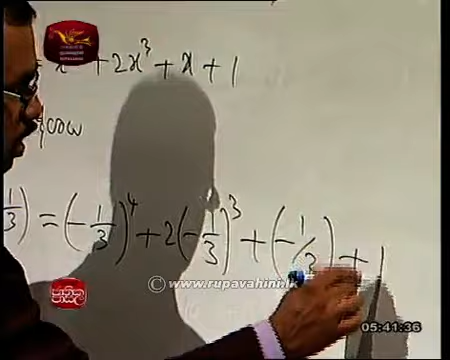 + x + 2x³ + x + 1
1/3) = (-1/3)⁴ + 2(-1/3)³ + (-1/3) + 1
© www.rupavahini.lk
05:41:36